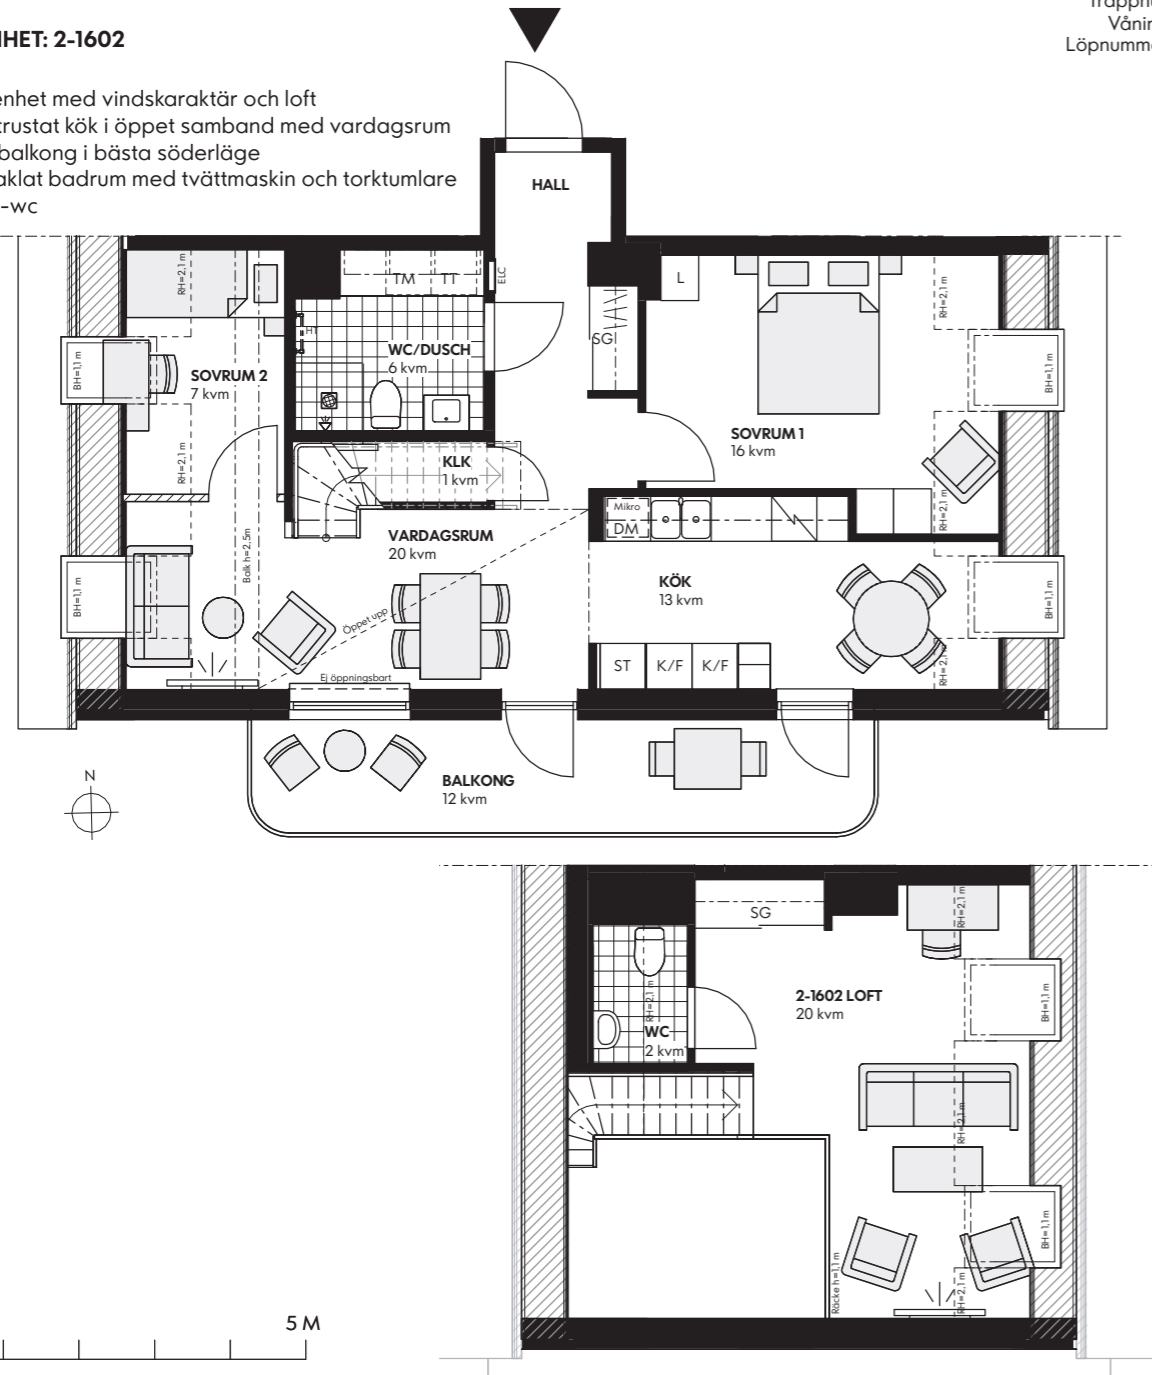 HET: 2-1602
Våni
Löpnumm
enhet med vindskaraktär och loft
trustat kök i öppet samband med vardagsrum
balkong i bästa söderläge
aklat badrum med tvättmaskin och torktumlare
-wc
HALL
ELC
TM
TT
HT
WC/DUSCH
6 kvm
SG
L
RH=2,1 m
RH=2,1 m
BH=1,1 m
BH=1,1 m
SOVRUM 2
7 kvm
RH=2,1 m
SOVRUM 1
16 kvm
RH=2,1 m
KLK
1 kvm
Mikro
DM
VARDAGSRUM
20 kvm
Balk h=2,5m
BH=1,1 m
BH=1,1 m
KÖK
13 kvm
Öppet upp
ST
K/F
K/F
RH=2,1 m
Ej öppningsbart
N
BALKONG
12 kvm
SG
RH=2,1 m
RH=2,1 m
2-1602 LOFT
20 kvm
BH=1,1 m
WC
2 kvm
RH=2,1 m
BH=1,1 m
Räcke h=1,1 m
RH=2,1 m
5 M